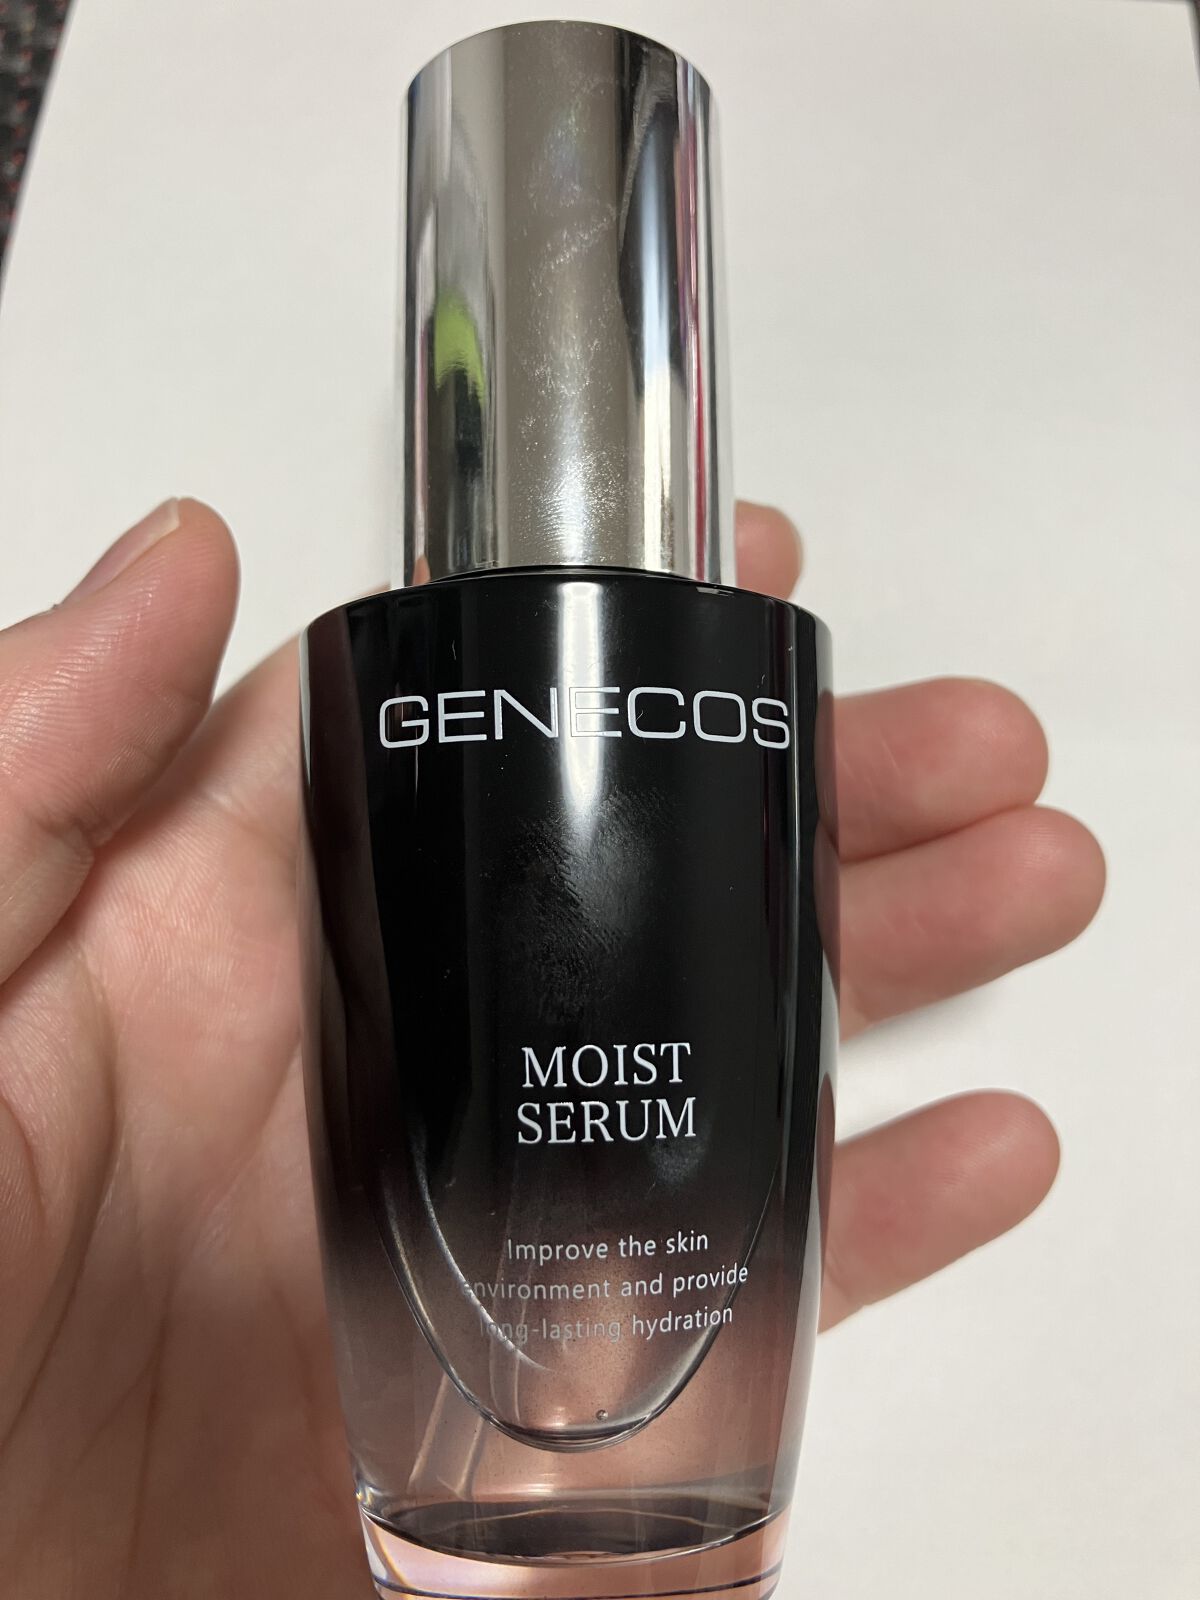 GENECOS
MOIST
SERUM
Improve the skin
environment and provide
long-lasting hydration